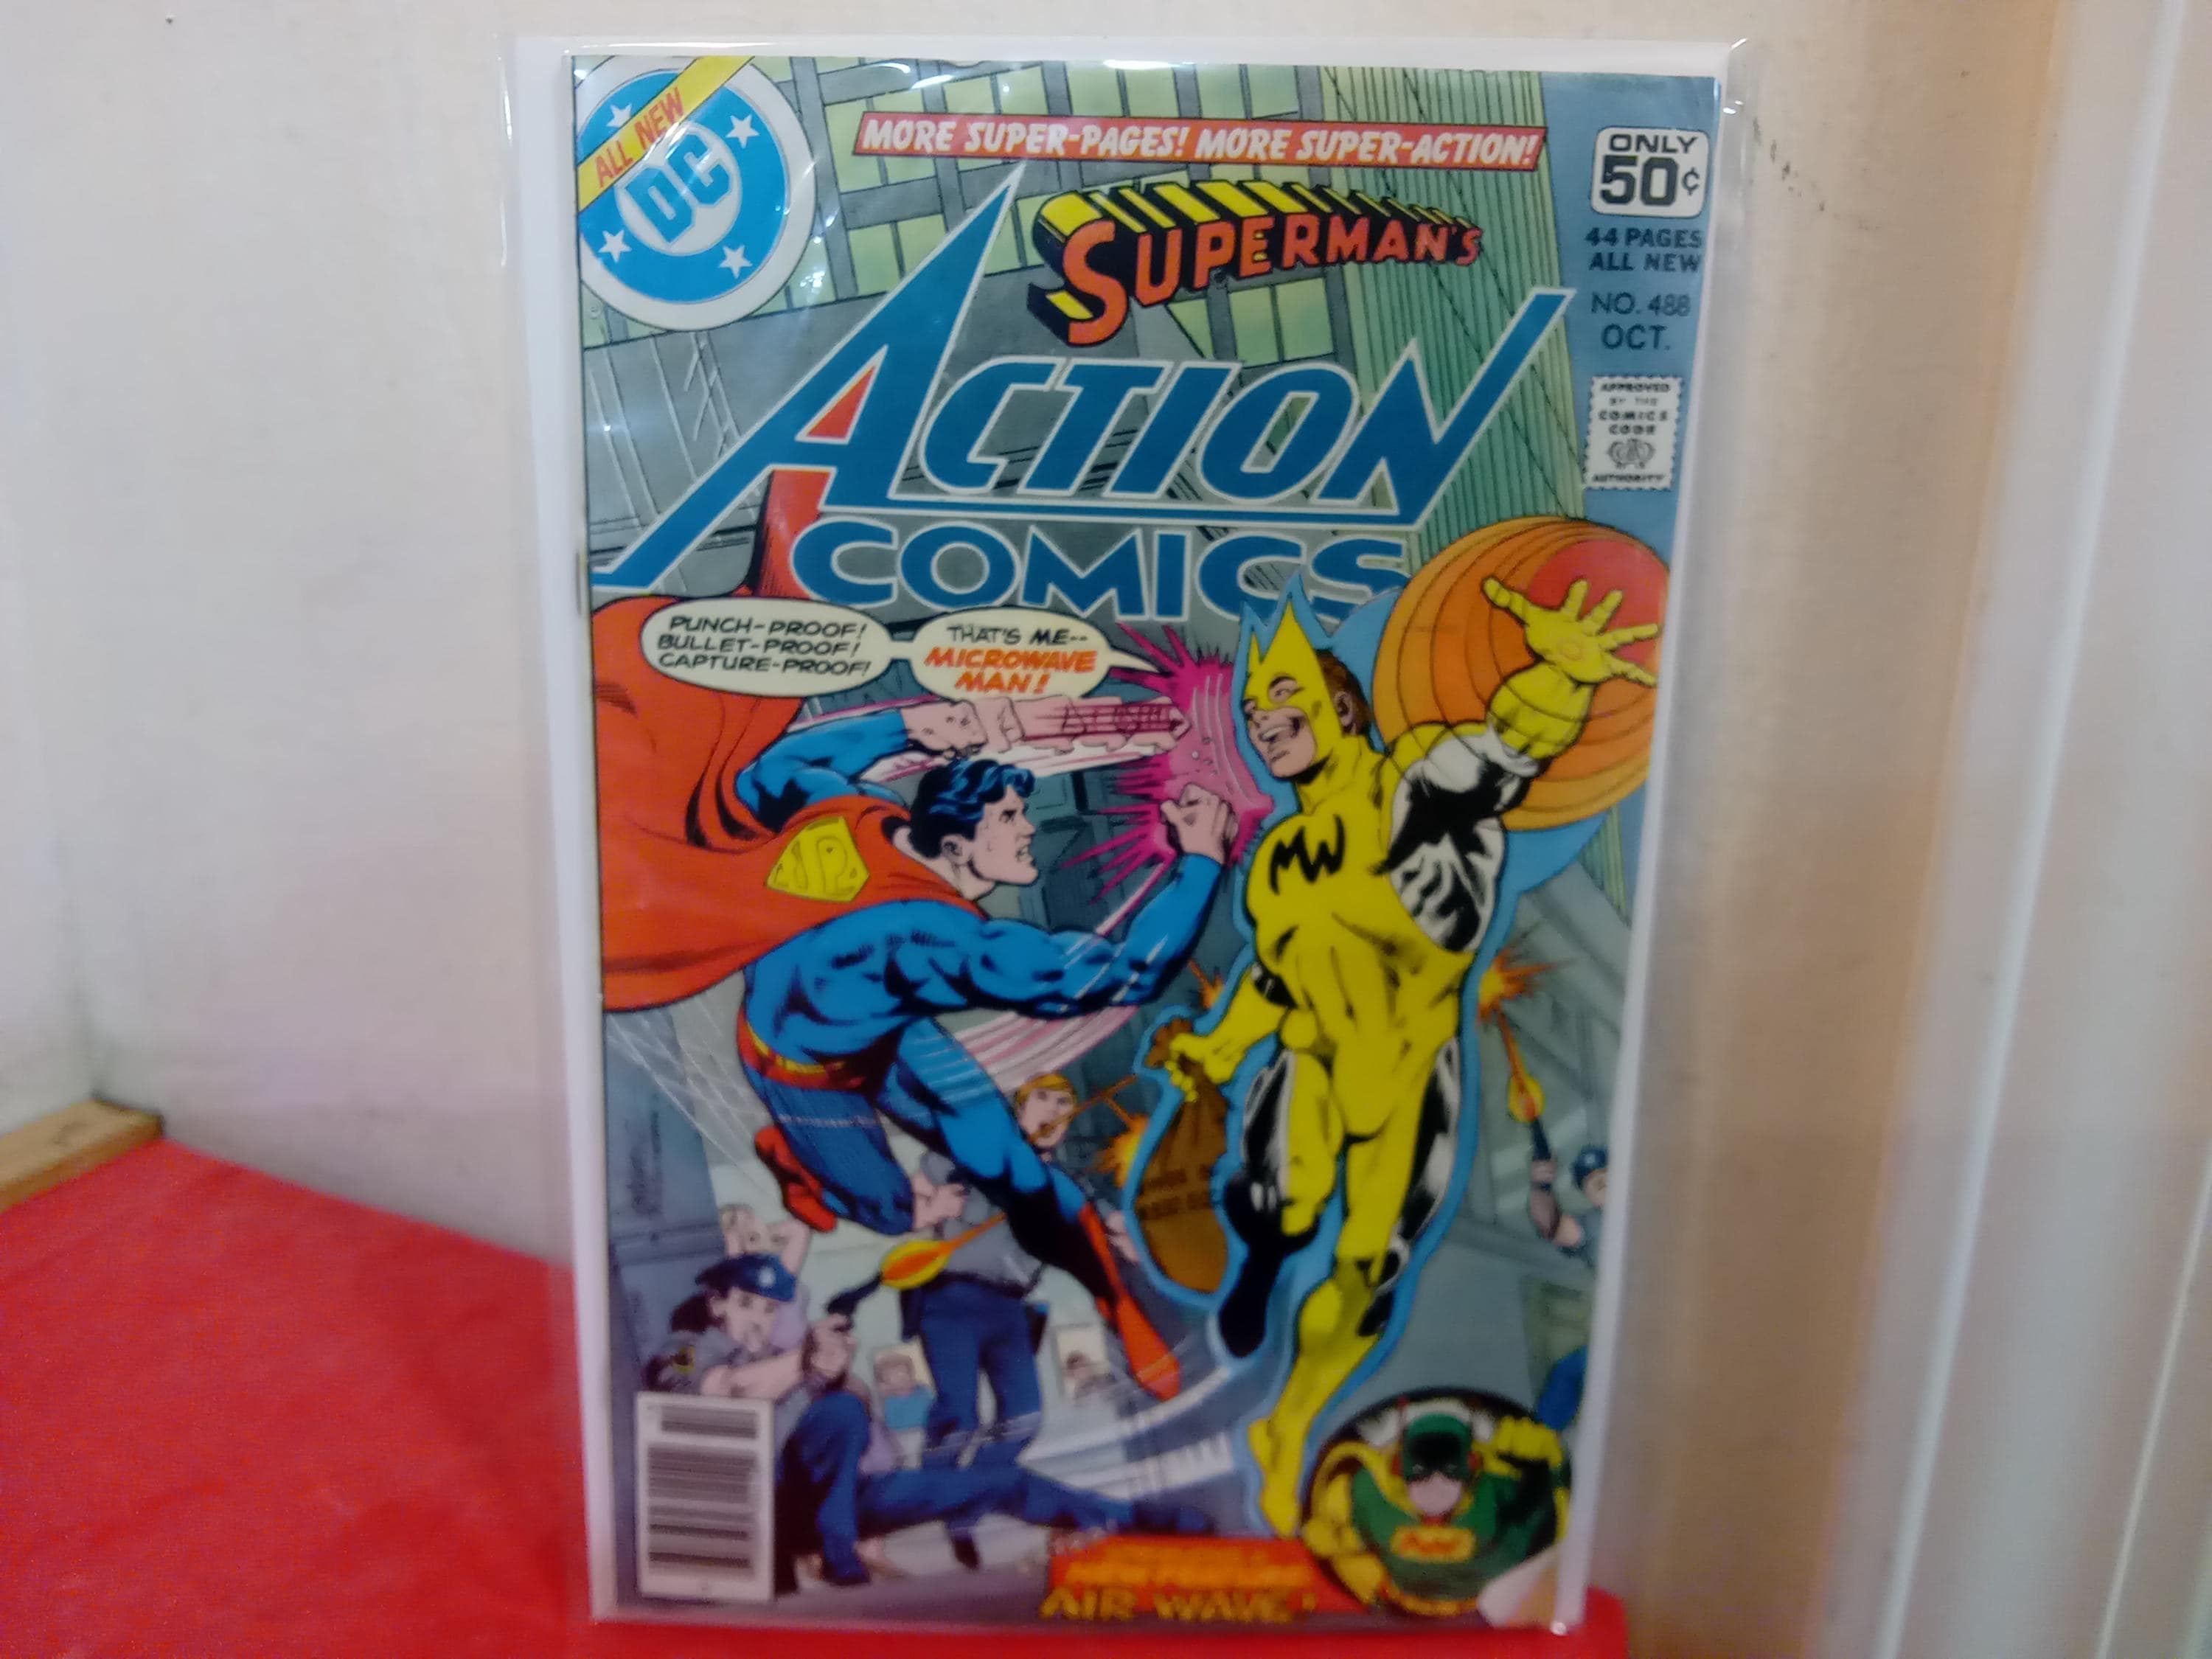 ALL NEW
DC
MORE SUPER-PAGES! MORE SUPER-ACTION!
ONLY
50¢
44 PAGES
ALL NEW
NO. 488
OCT.
APPROVED
BY THE
COMICS
CODE
AUTHORITY
SUPERMAN'S
ACTION
COMICS
PUNCH-PROOF!
BULLET-PROOF!
CAPTURE-PROOF!
THAT'S ME--
MICROWAVE
MAN!
MW
AIR WAVE!